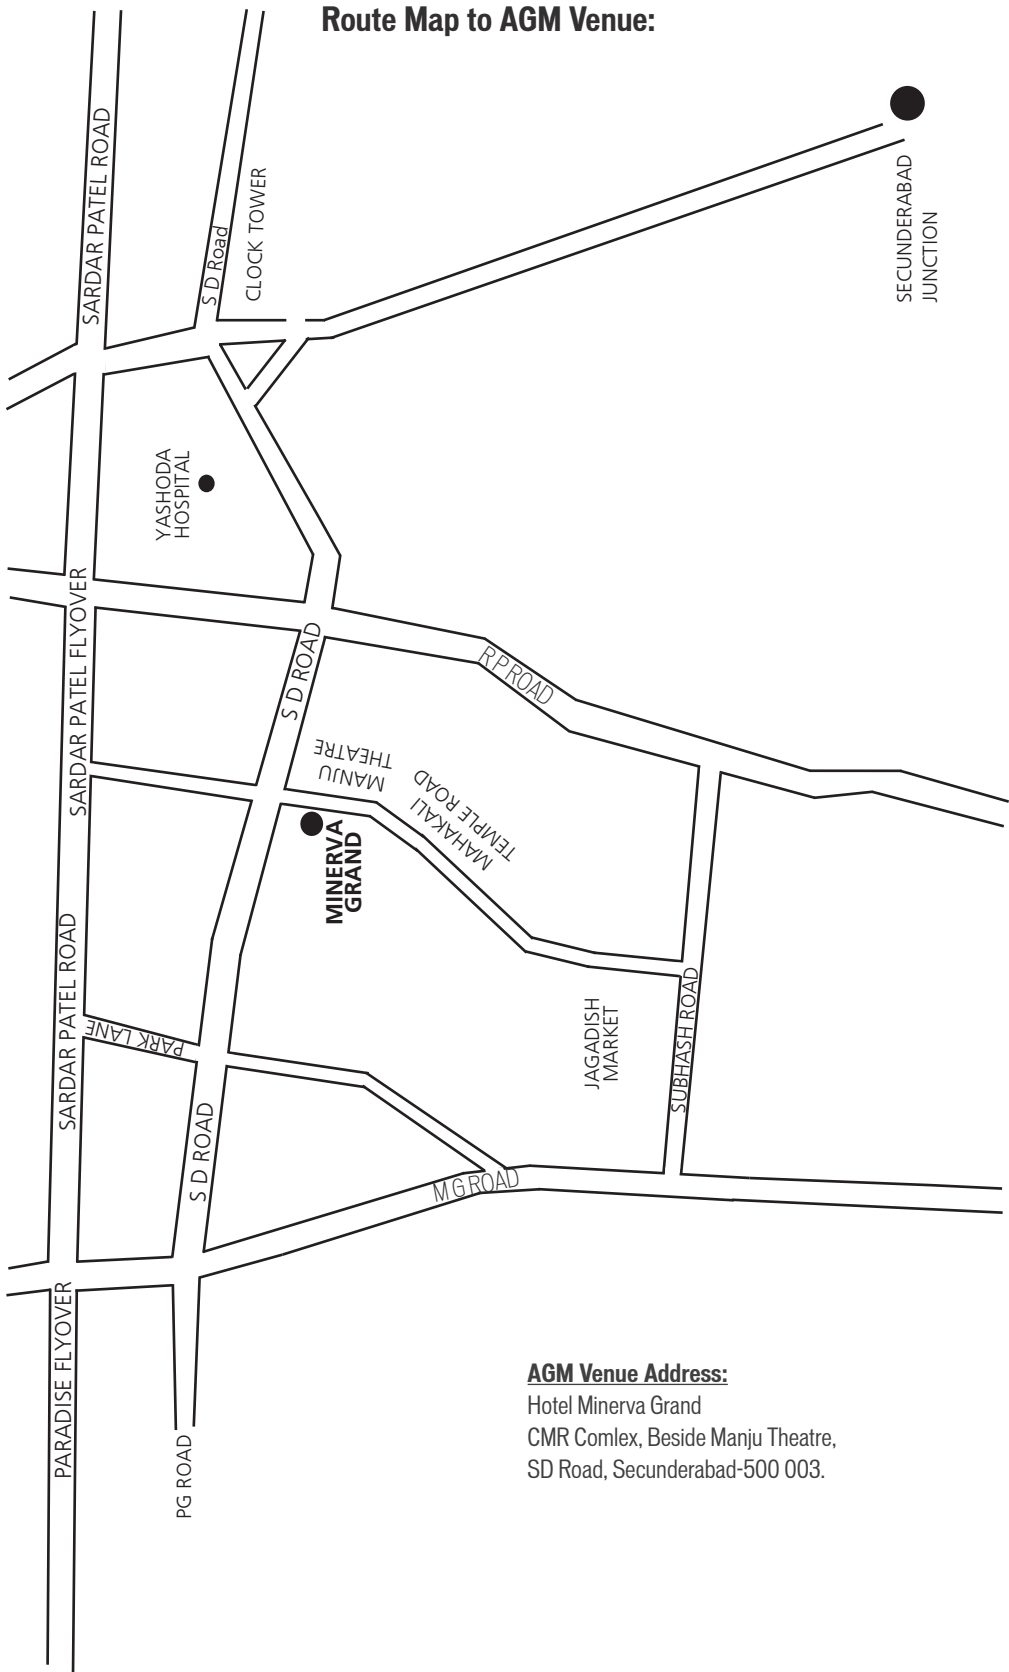 Route Map to AGM Venue:
SARDAR PATEL ROAD
S D Road
CLOCK TOWER
SECUNDERABAD
JUNCTION
YASHODA
HOSPITAL
SARDAR PATEL FLYOVER
S D ROAD
R P ROAD
MANJU
THEATRE
MAHAKALI
TEMPLE ROAD
MINERVA
GRAND
SARDAR PATEL ROAD
PARK LANE
JAGADISH
MARKET
SUBHASH ROAD
S D ROAD
M G ROAD
PARADISE FLYOVER
PG ROAD
AGM Venue Address:
Hotel Minerva Grand
CMR Comlex, Beside Manju Theatre,
SD Road, Secunderabad-500 003.